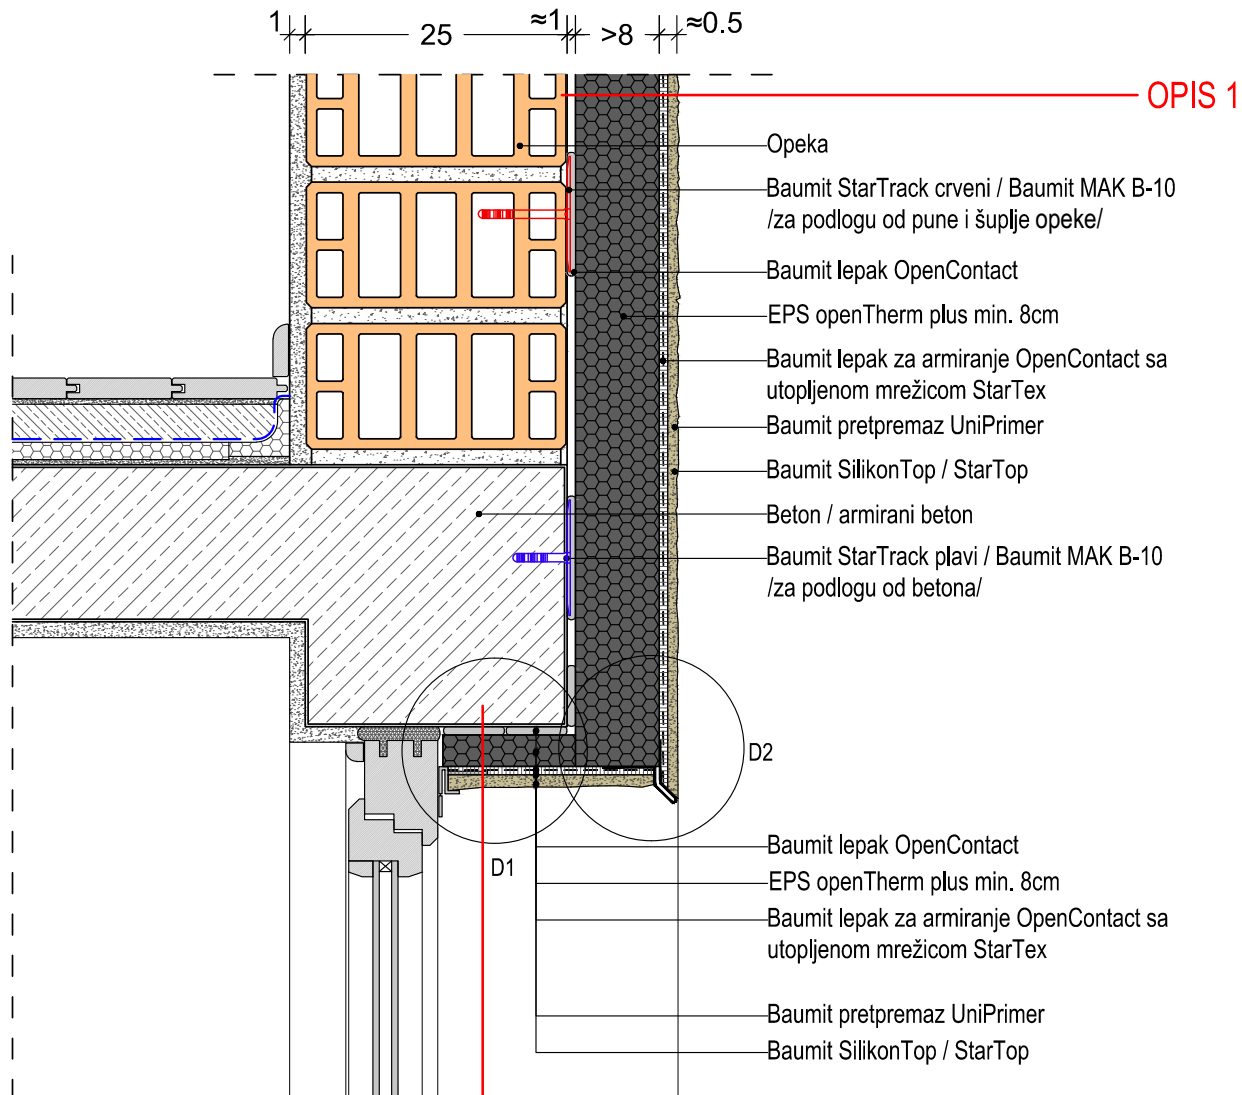 1 25 ≈1 >8 ≈0.5
OPIS 1
Opeka
Baumit StarTrack crveni / Baumit MAK B-10
/za podlogu od pune i šuplje opeke/
Baumit lepak OpenContact
EPS openTherm plus min. 8cm
Baumit lepak za armiranje OpenContact sa
utopljenom mrežicom StarTex
Baumit pretpremaz UniPrimer
Baumit SilikonTop / StarTop
Beton / armirani beton
Baumit StarTrack plavi / Baumit MAK B-10
/za podlogu od betona/
D2
D1
Baumit lepak OpenContact
EPS openTherm plus min. 8cm
Baumit lepak za armiranje OpenContact sa
utopljenom mrežicom StarTex
Baumit pretpremaz UniPrimer
Baumit SilikonTop / StarTop